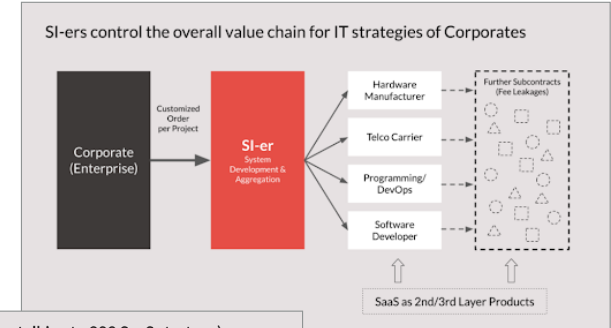 SI-ers control the overall value chain for IT strategies of Corporates
Corporate
(Enterprise)
Customized
Order
per Project
SI-er
System
Development &
Aggregation
Hardware
Manufacturer
Telco Carrier
Programming/
DevOps
Software
Developer
Further Subcontracts
(Fee Leakages)
SaaS as 2nd/3rd Layer Products